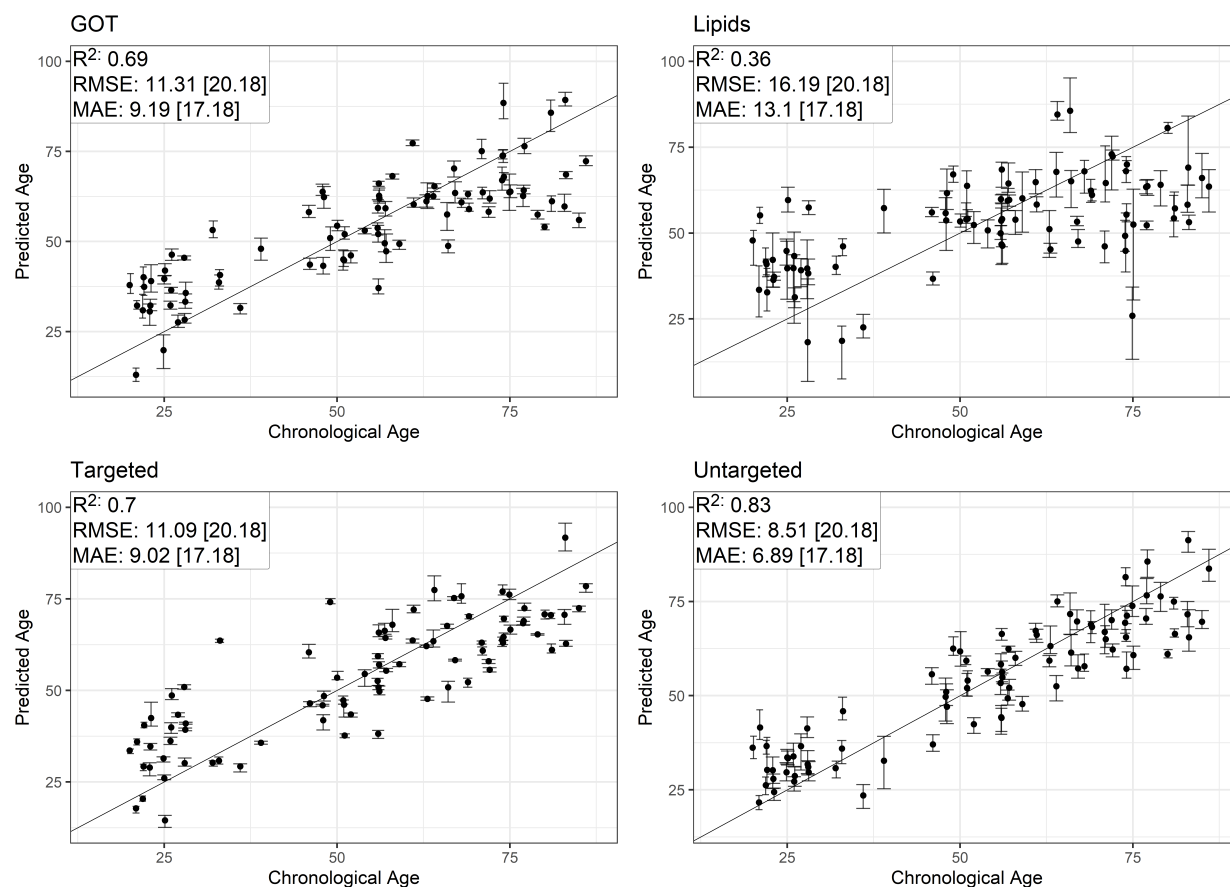 GOT
R²: 0.69
RMSE: 11.31 [20.18]
MAE: 9.19 [17.18]
100
75
50
25
Predicted Age
25 50 75
Chronological Age
Lipids
R²: 0.36
RMSE: 16.19 [20.18]
MAE: 13.1 [17.18]
100
75
50
25
Predicted Age
25 50 75
Chronological Age
Targeted
R²: 0.7
RMSE: 11.09 [20.18]
MAE: 9.02 [17.18]
100
75
50
25
Predicted Age
25 50 75
Chronological Age
Untargeted
R²: 0.83
RMSE: 8.51 [20.18]
MAE: 6.89 [17.18]
100
75
50
25
Predicted Age
25 50 75
Chronological Age